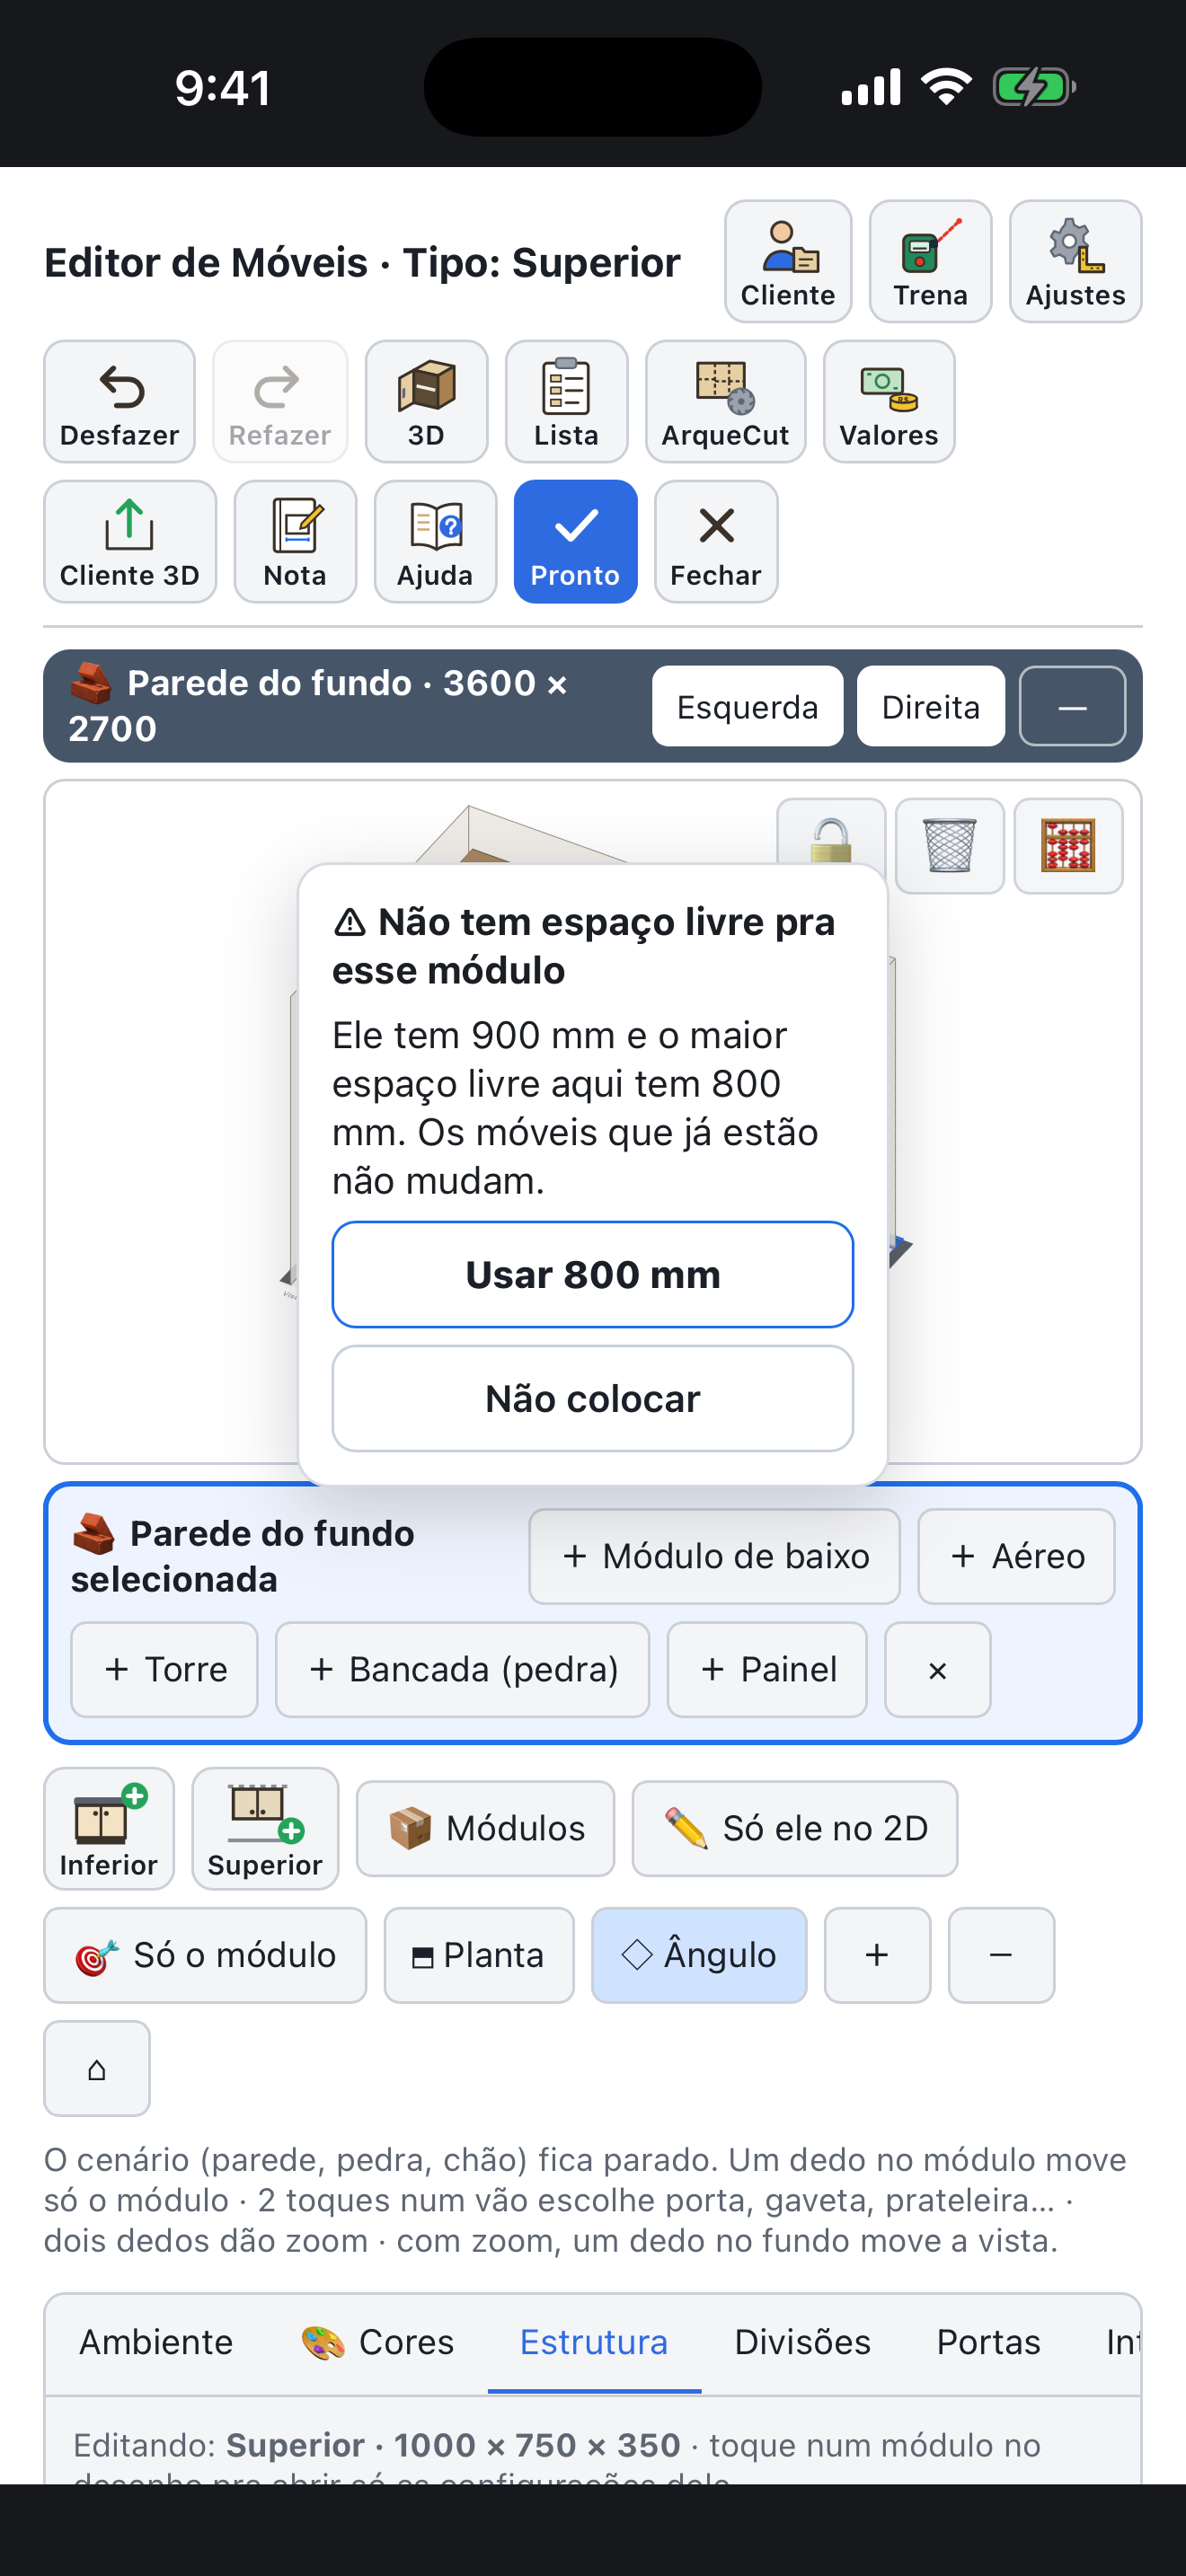 9:41
Editor de Móveis · Tipo: Superior
Cliente
Trena
Ajustes
Desfazer
Refazer
3D
Lista
ArqueCut
Valores
Cliente 3D
Nota
Ajuda
Pronto
Fechar
Parede do fundo · 3600 ×
2700
Esquerda
Direita
—
⚠ Não tem espaço livre pra
esse módulo
Ele tem 900 mm e o maior
espaço livre aqui tem 800
mm. Os móveis que já estão
não mudam.
Usar 800 mm
Não colocar
Parede do fundo
selecionada
+ Módulo de baixo
+ Aéreo
+ Torre
+ Bancada (pedra)
+ Painel
×
Inferior
Superior
Módulos
Só ele no 2D
Só o módulo
Planta
Ângulo
+
−
O cenário (parede, pedra, chão) fica parado. Um dedo no módulo move
só o módulo · 2 toques num vão escolhe porta, gaveta, prateleira… ·
dois dedos dão zoom · com zoom, um dedo no fundo move a vista.
Ambiente
Cores
Estrutura
Divisões
Portas
Editando: Superior · 1000 × 750 × 350 · toque num módulo no